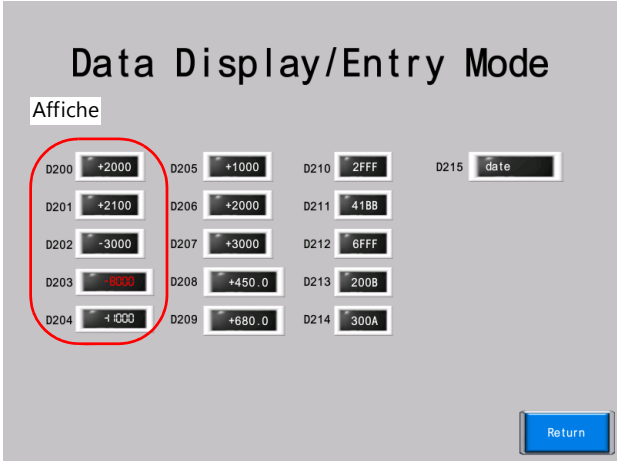 Data Display/Entry Mode
Affiche
D200 +2000 D205 +1000 D210 2FFF D215 date
D201 +2100 D206 +2000 D211 41BB
D202 -3000 D207 +3000 D212 6FFF
D203 -8000 D208 +450.0 D213 200B
D204 -11000 D209 +680.0 D214 300A
Return